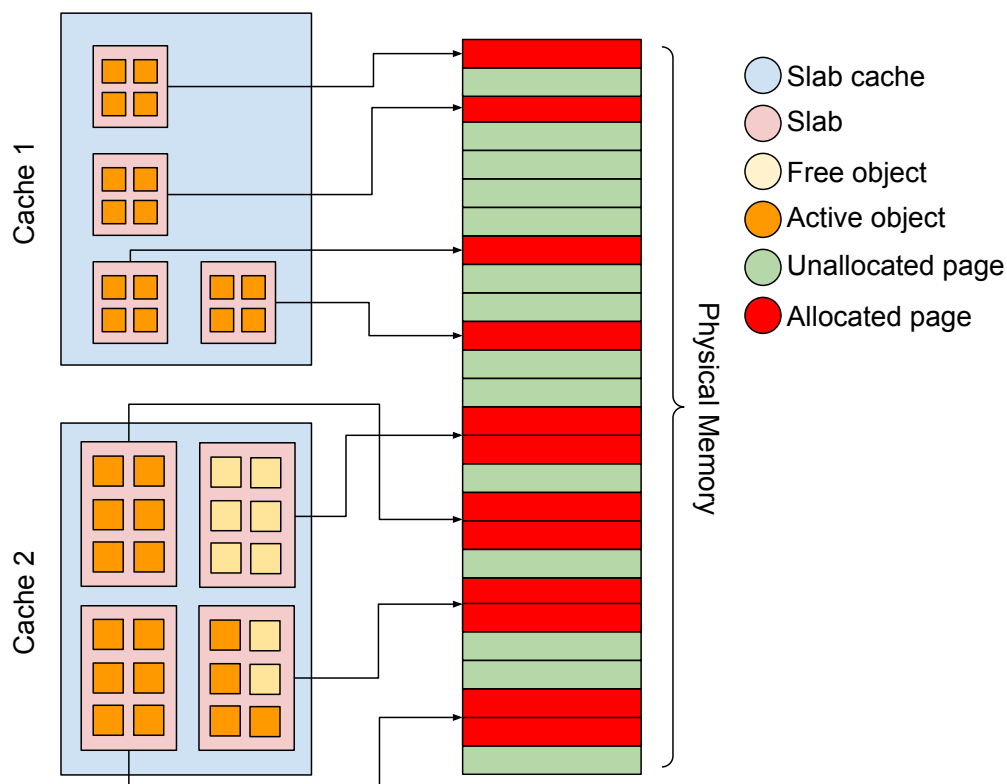 Cache 1
Cache 2
Physical Memory
Slab cache
Slab
Free object
Active object
Unallocated page
Allocated page